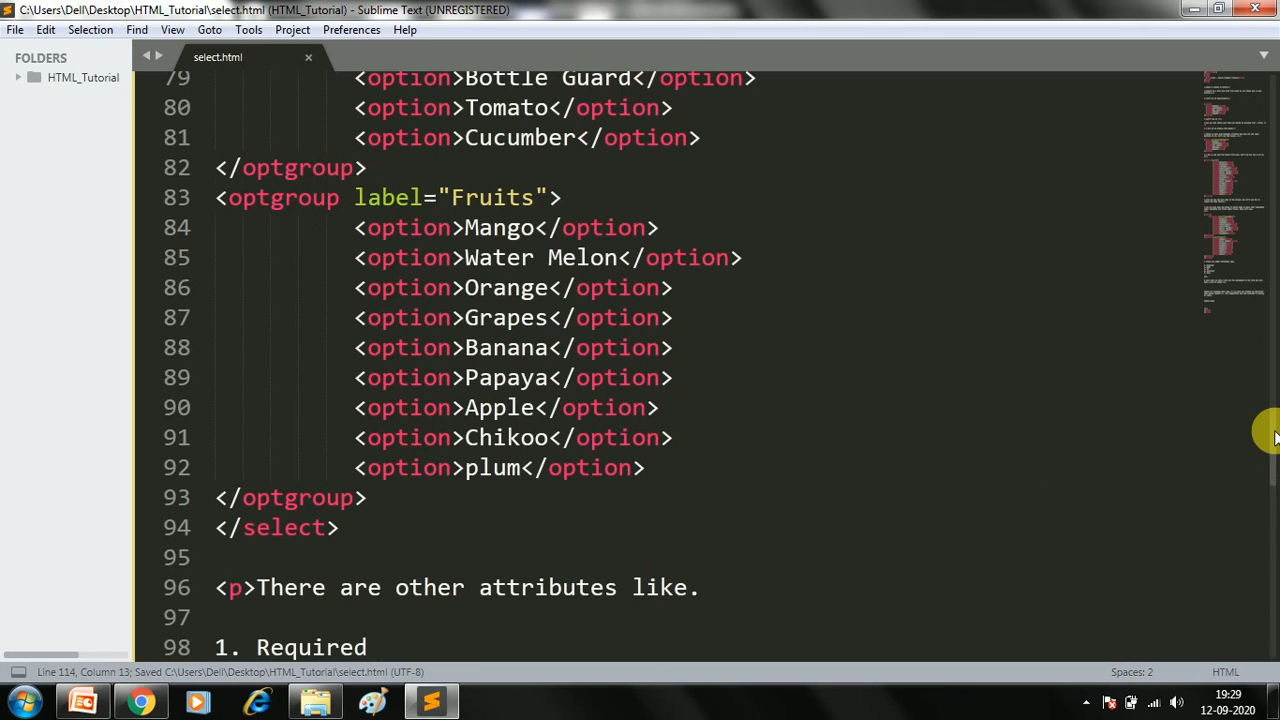 C:\Users\Dell\Desktop\HTML_Tutorial\select.html (HTML_Tutorial) - Sublime Text (UNREGISTERED)
File Edit Selection Find View Goto Tools Project Preferences Help
FOLDERS
HTML_Tutorial
select.html
79 <option>Bottle Guard</option>
80 <option>Tomato</option>
81 <option>Cucumber</option>
82 </optgroup>
83 <optgroup label="Fruits">
84 <option>Mango</option>
85 <option>Water Melon</option>
86 <option>Orange</option>
87 <option>Grapes</option>
88 <option>Banana</option>
89 <option>Papaya</option>
90 <option>Apple</option>
91 <option>Chikoo</option>
92 <option>plum</option>
93 </optgroup>
94 </select>
95
96 <p>There are other attributes like.
97
98 1. Required
Line 114, Column 13; Saved C:\Users\Dell\Desktop\HTML_Tutorial\select.html (UTF-8)
Spaces: 2
HTML
19:29
12-09-2020